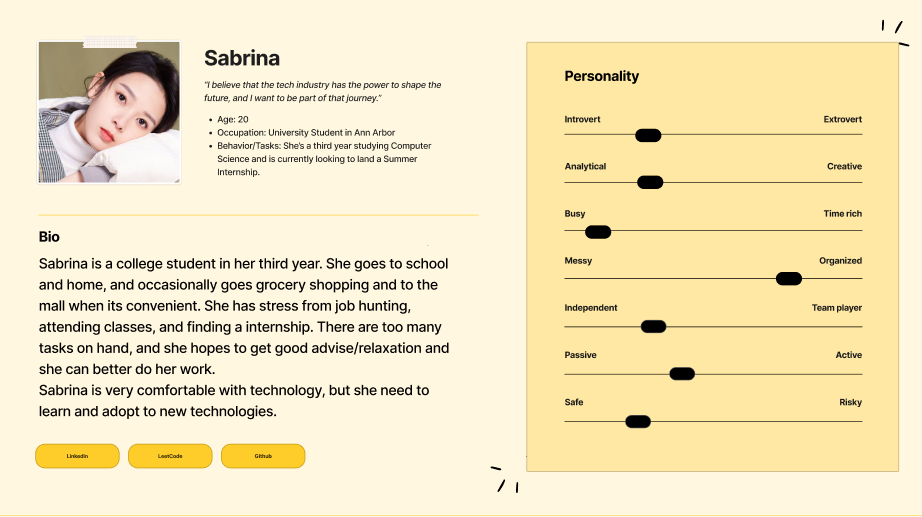 Sabrina
"I believe that the tech industry has the power to shape the
future, and I want to be part of that journey."
• Age: 20
• Occupation: University Student in Ann Arbor
• Behavior/Tasks: She's a third year studying Computer
Science and is currently looking to land a Summer
Internship.
Bio
Sabrina is a college student in her third year. She goes to school
and home, and occasionally goes grocery shopping and to the
mall when its convenient. She has stress from job hunting,
attending classes, and finding a internship. There are too many
tasks on hand, and she hopes to get good advise/relaxation and
she can better do her work.
Sabrina is very comfortable with technology, but she need to
learn and adopt to new technologies.
LinkedIn LeetCode Github
Personality
Introvert Extrovert
Analytical Creative
Busy Time rich
Messy Organized
Independent Team player
Passive Active
Safe Risky